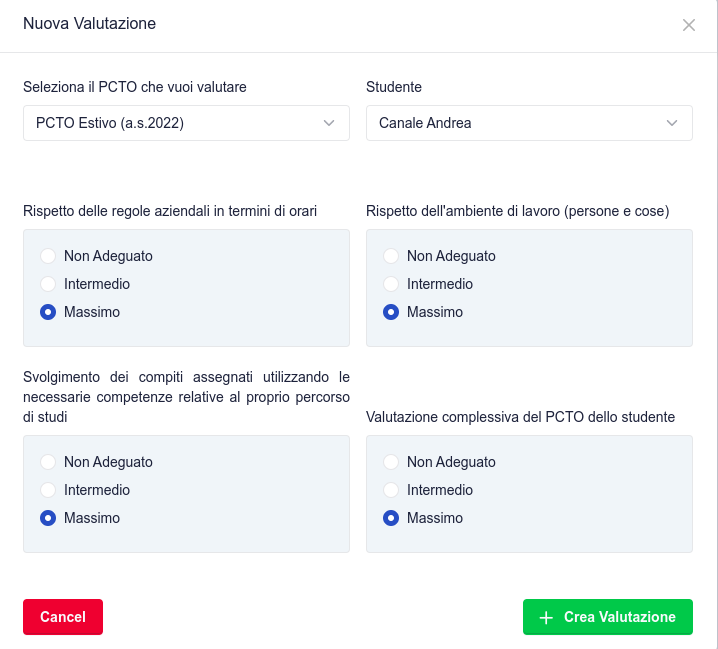 Nuova Valutazione
Seleziona il PCTO che vuoi valutare
Studente
PCTO Estivo (a.s.2022)
Canale Andrea
Rispetto delle regole aziendali in termini di orari
Rispetto dell'ambiente di lavoro (persone e cose)
Non Adeguato
Intermedio
Massimo
Non Adeguato
Intermedio
Massimo
Svolgimento dei compiti assegnati utilizzando le
necessarie competenze relative al proprio percorso
di studi
Valutazione complessiva del PCTO dello studente
Non Adeguato
Intermedio
Massimo
Non Adeguato
Intermedio
Massimo
Cancel
Crea Valutazione